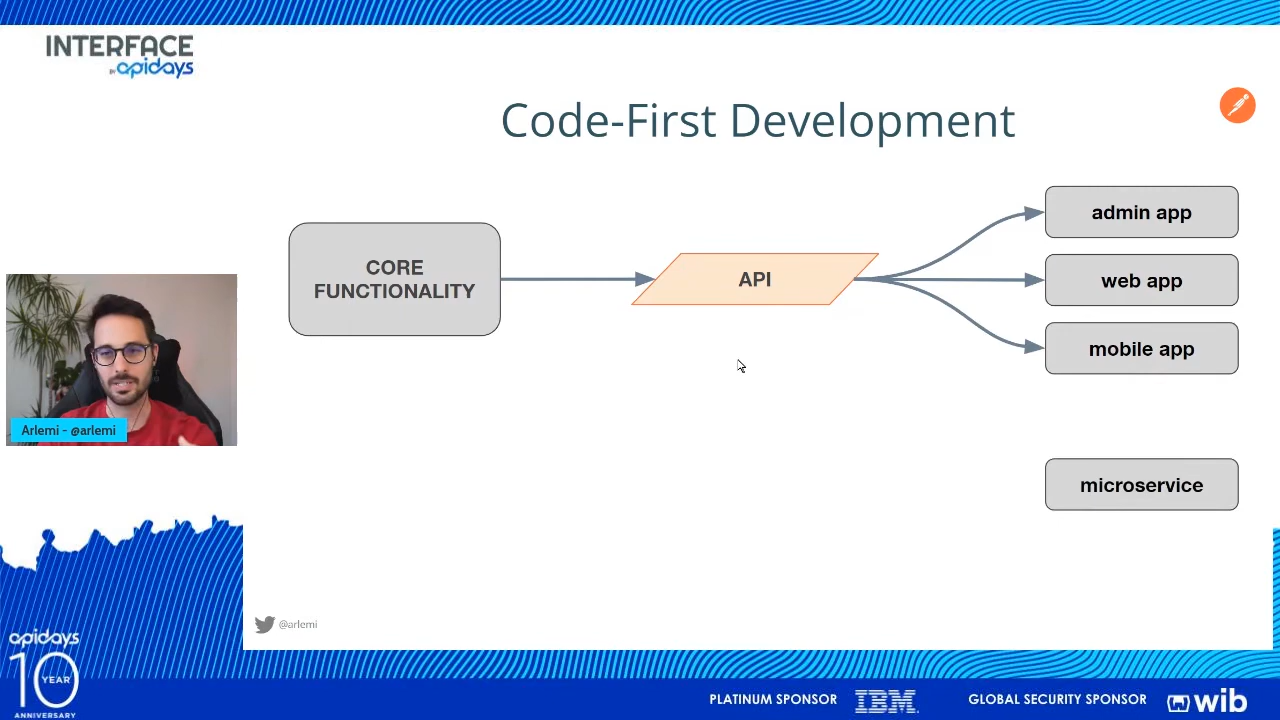 INTERFACE
BY apidays
Code-First Development
CORE
FUNCTIONALITY
API
admin app
web app
mobile app
microservice
Arlemi - @arlemi
@arlemi
apidays
10
YEAR
ANNIVERSARY
PLATINUM SPONSOR
IBM
GLOBAL SECURITY SPONSOR
wib